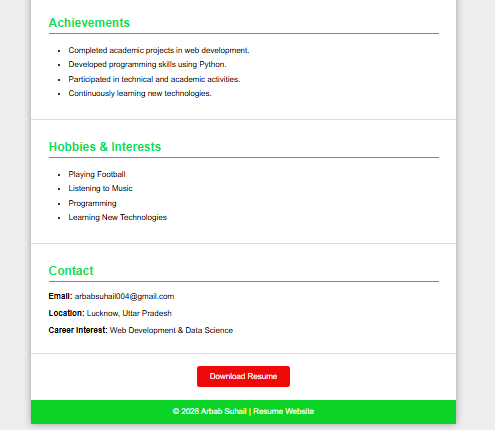 Achievements
Completed academic projects in web development.
Developed programming skills using Python.
Participated in technical and academic activities.
Continuously learning new technologies.
Hobbies & Interests
Playing Football
Listening to Music
Programming
Learning New Technologies
Contact
Email: arbabsuhail004@gmail.com
Location: Lucknow, Uttar Pradesh
Career Interest: Web Development & Data Science
Download Resume
© 2026 Arbab Suhail | Resume Website